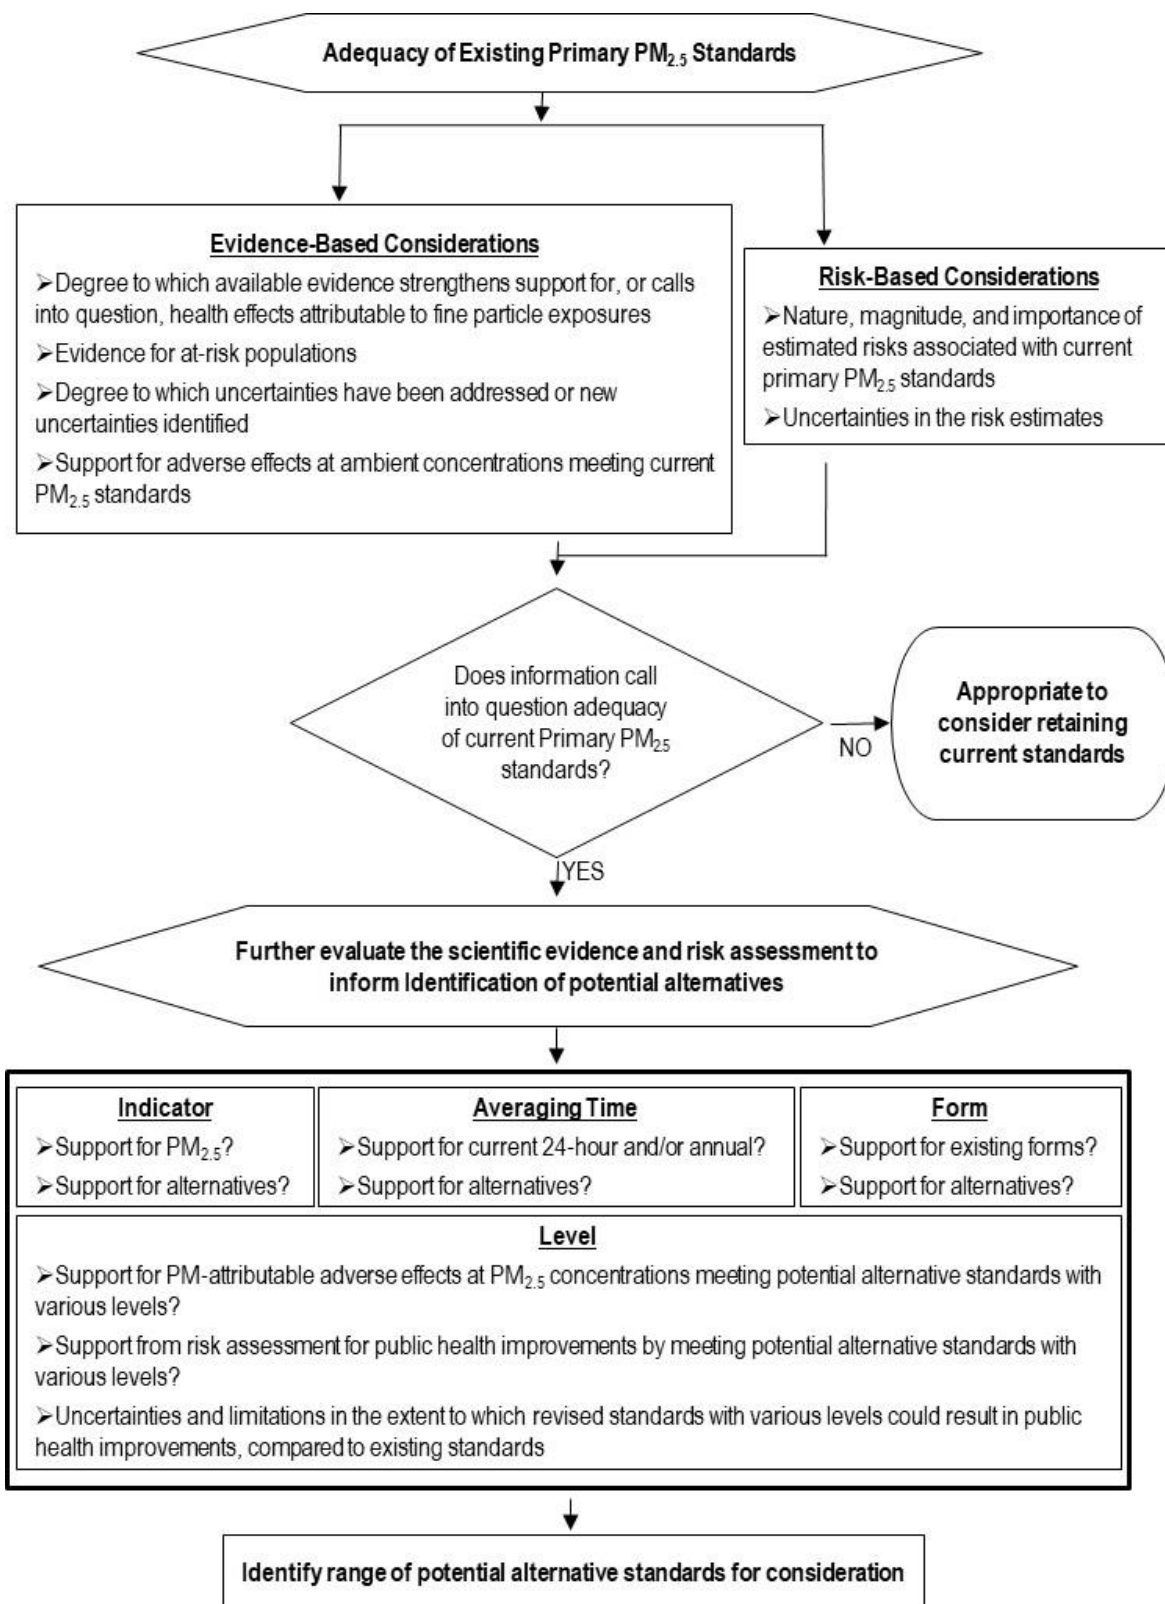 Adequacy of Existing Primary PM2.5 Standards
Evidence-Based Considerations
➢Degree to which available evidence strengthens support for, or calls
into question, health effects attributable to fine particle exposures
➢Evidence for at-risk populations
➢Degree to which uncertainties have been addressed or new
uncertainties identified
➢Support for adverse effects at ambient concentrations meeting current
PM2.5 standards
Risk-Based Considerations
➢Nature, magnitude, and importance of
estimated risks associated with current
primary PM2.5 standards
➢Uncertainties in the risk estimates
Does information call
into question adequacy
of current Primary PM2.5
standards?
NO
Appropriate to
consider retaining
current standards
YES
Further evaluate the scientific evidence and risk assessment to
inform Identification of potential alternatives
Indicator
➢Support for PM2.5?
➢Support for alternatives?
Averaging Time
➢Support for current 24-hour and/or annual?
➢Support for alternatives?
Form
➢Support for existing forms?
➢Support for alternatives?
Level
➢Support for PM-attributable adverse effects at PM2.5 concentrations meeting potential alternative standards with
various levels?
➢Support from risk assessment for public health improvements by meeting potential alternative standards with
various levels?
➢Uncertainties and limitations in the extent to which revised standards with various levels could result in public
health improvements, compared to existing standards
Identify range of potential alternative standards for consideration